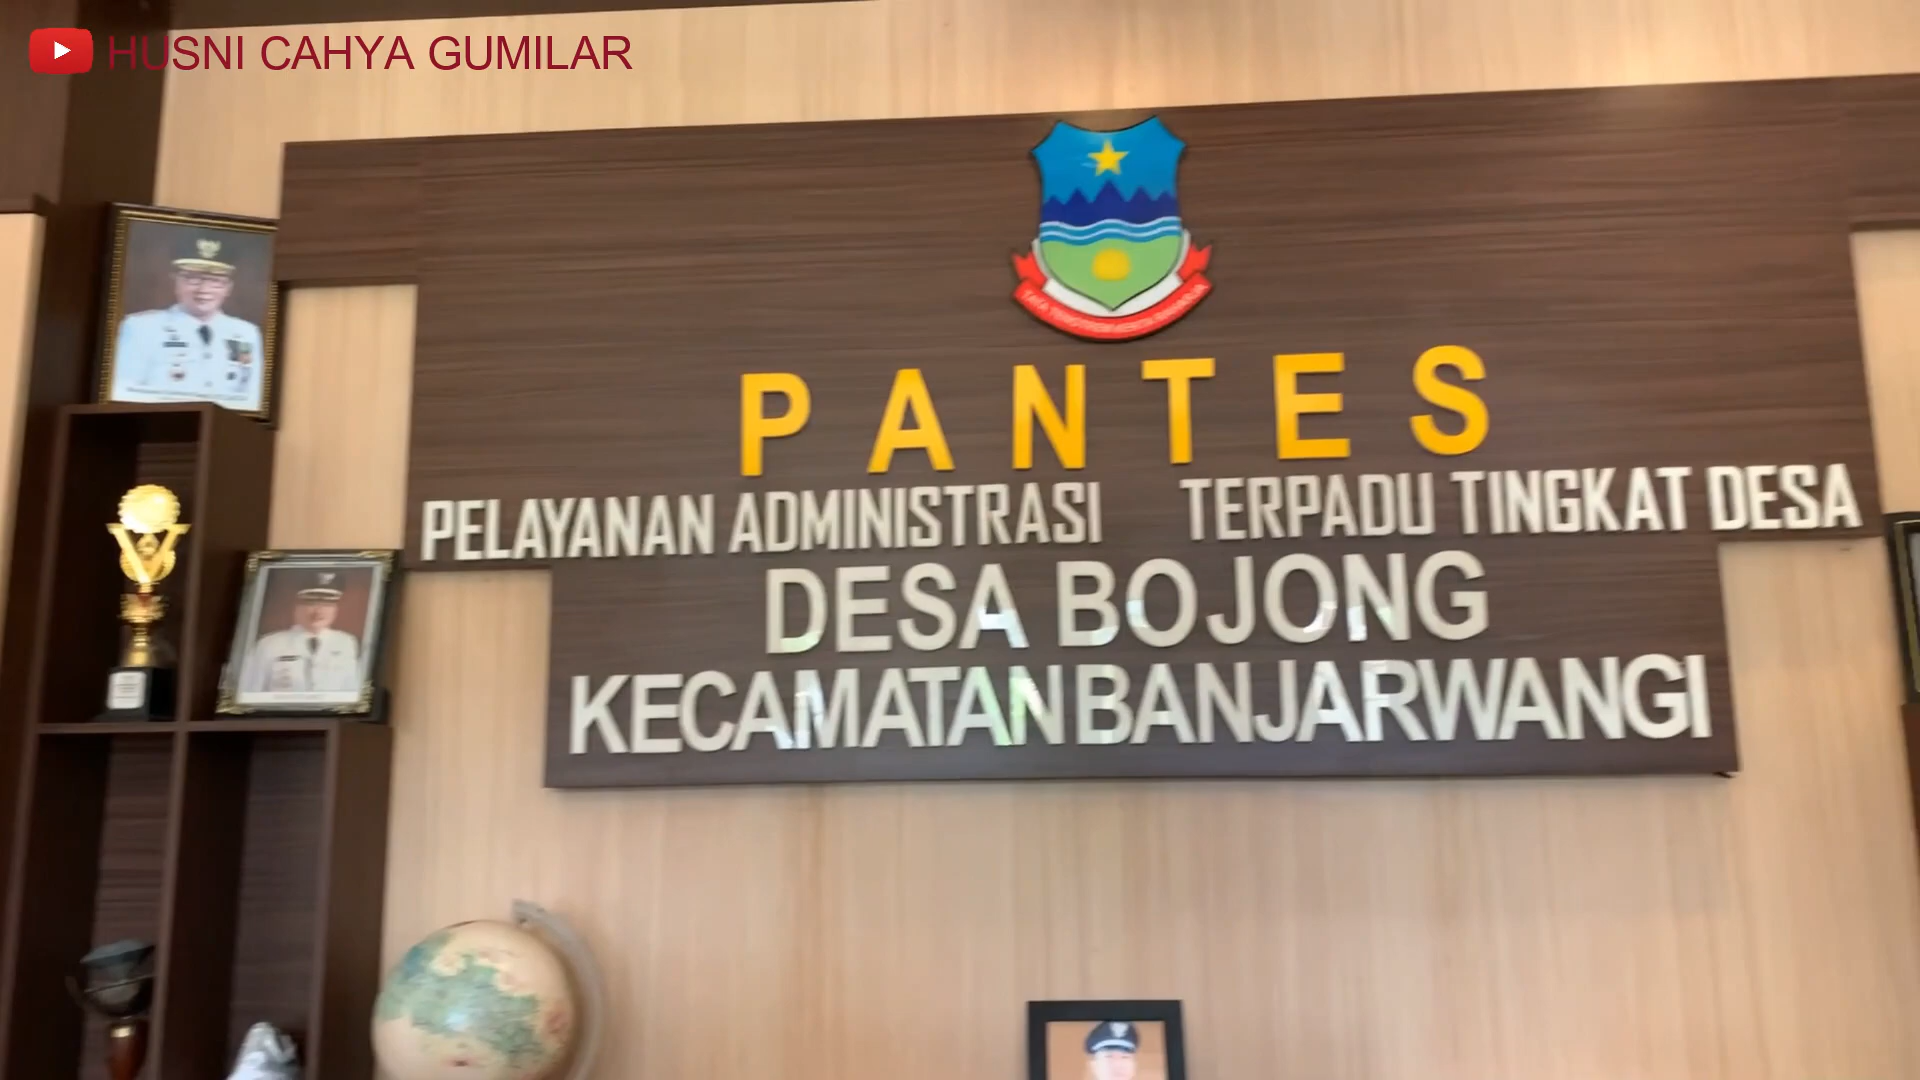 HUSNI CAHYA GUMILAR
PANTES
PELAYANAN ADMINISTRASI TERPADU TINGKAT DESA
DESA BOJONG
KECAMATAN BANJARWANGI